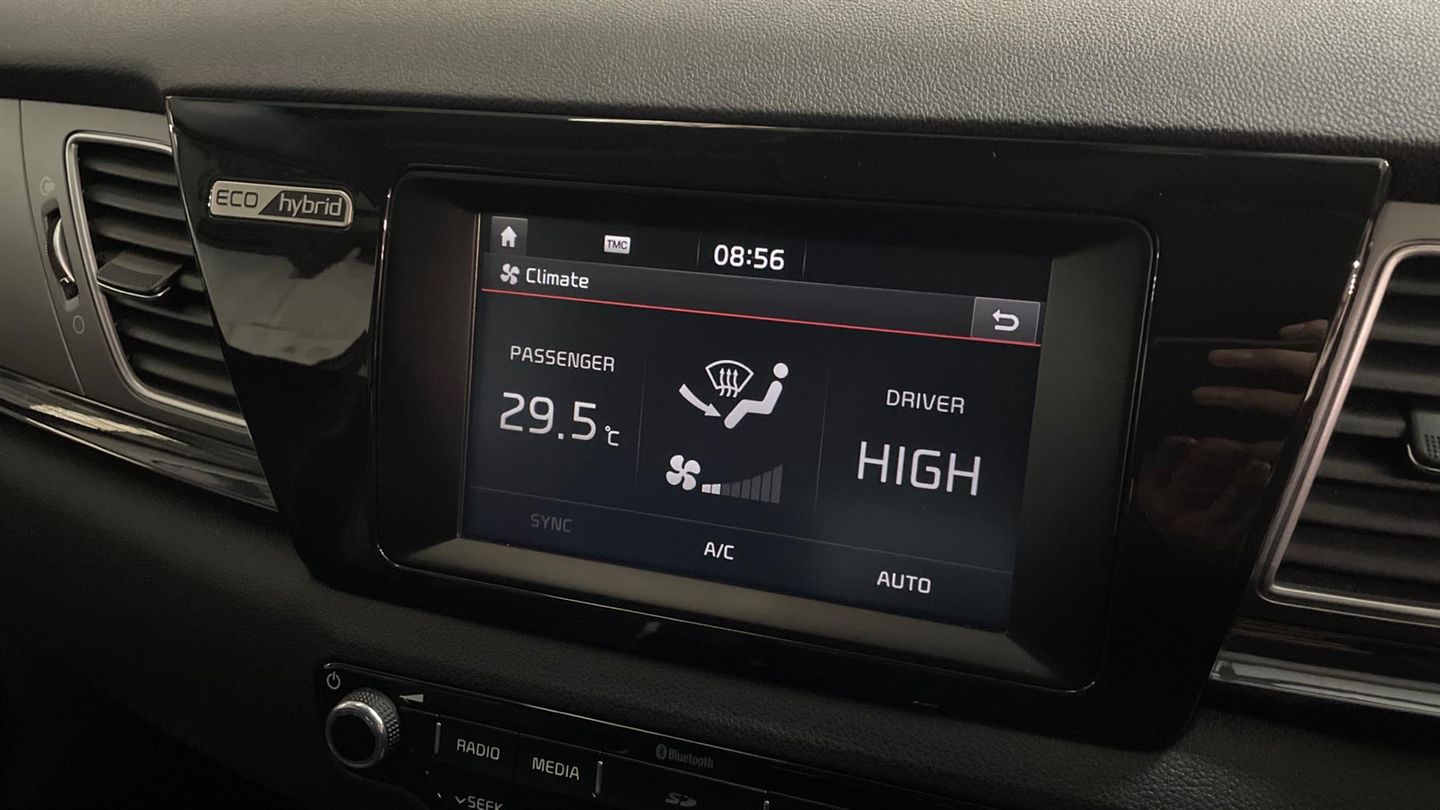 ECO hybrid
TMC
08:56
Climate
PASSENGER
29.5 °C
DRIVER
HIGH
SYNC
A/C
AUTO
RADIO
MEDIA
Bluetooth
SEEK